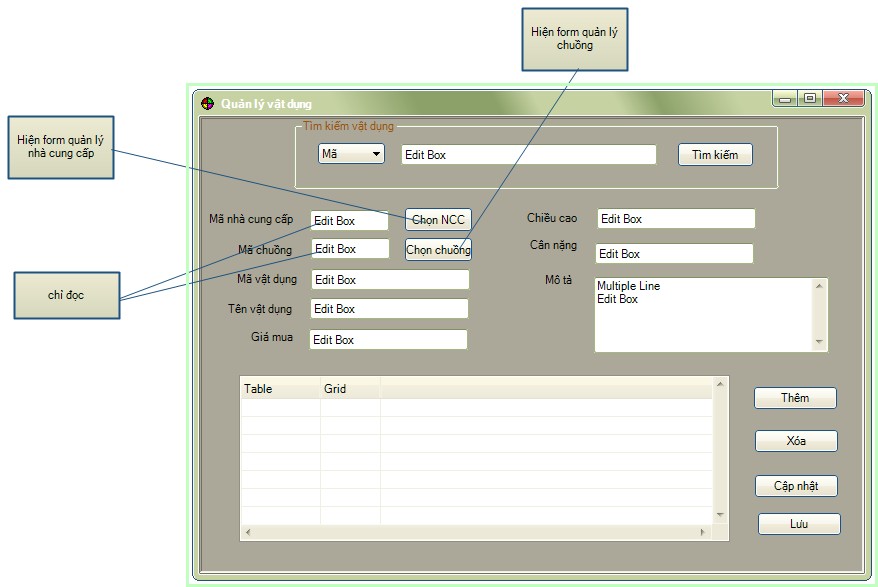 Hiện form quản lý
chuồng
Hiện form quản lý
nhà cung cấp
chỉ đọc
Quản lý vật dụng
Tìm kiếm vật dụng
Mã
Edit Box
Tìm kiếm
Mã nhà cung cấp
Edit Box
Chọn NCC
Chiều cao
Edit Box
Mã chuồng
Edit Box
Chọn chuồng
Cân nặng
Edit Box
Mã vật dụng
Edit Box
Mô tả
Multiple Line
Edit Box
Tên vật dụng
Edit Box
Giá mua
Edit Box
Table
Grid
Thêm
Xóa
Cập nhật
Lưu